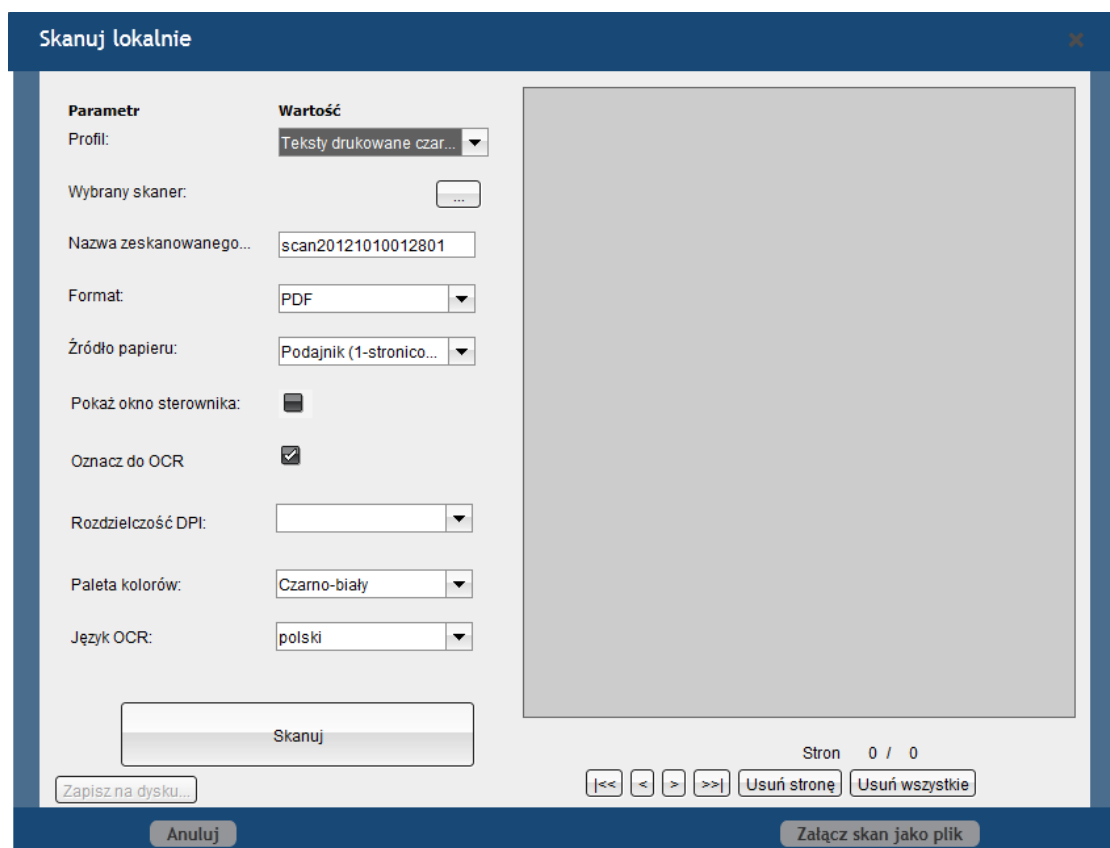 Skanuj lokalnie
Parametr Wartość
Profil: Teksty drukowane czar...
Wybrany skaner: ...
Nazwa zeskanowanego... scan20121010012801
Format: PDF
Źródło papieru: Podajnik (1-stronico...
Pokaż okno sterownika:
Oznacz do OCR
Rozdzielczość DPI:
Paleta kolorów: Czarno-biały
Język OCR: polski
Skanuj
Stron 0 / 0
Zapisz na dysku... |<< < > >>| Usuń stronę Usuń wszystkie
Anuluj Załącz skan jako plik